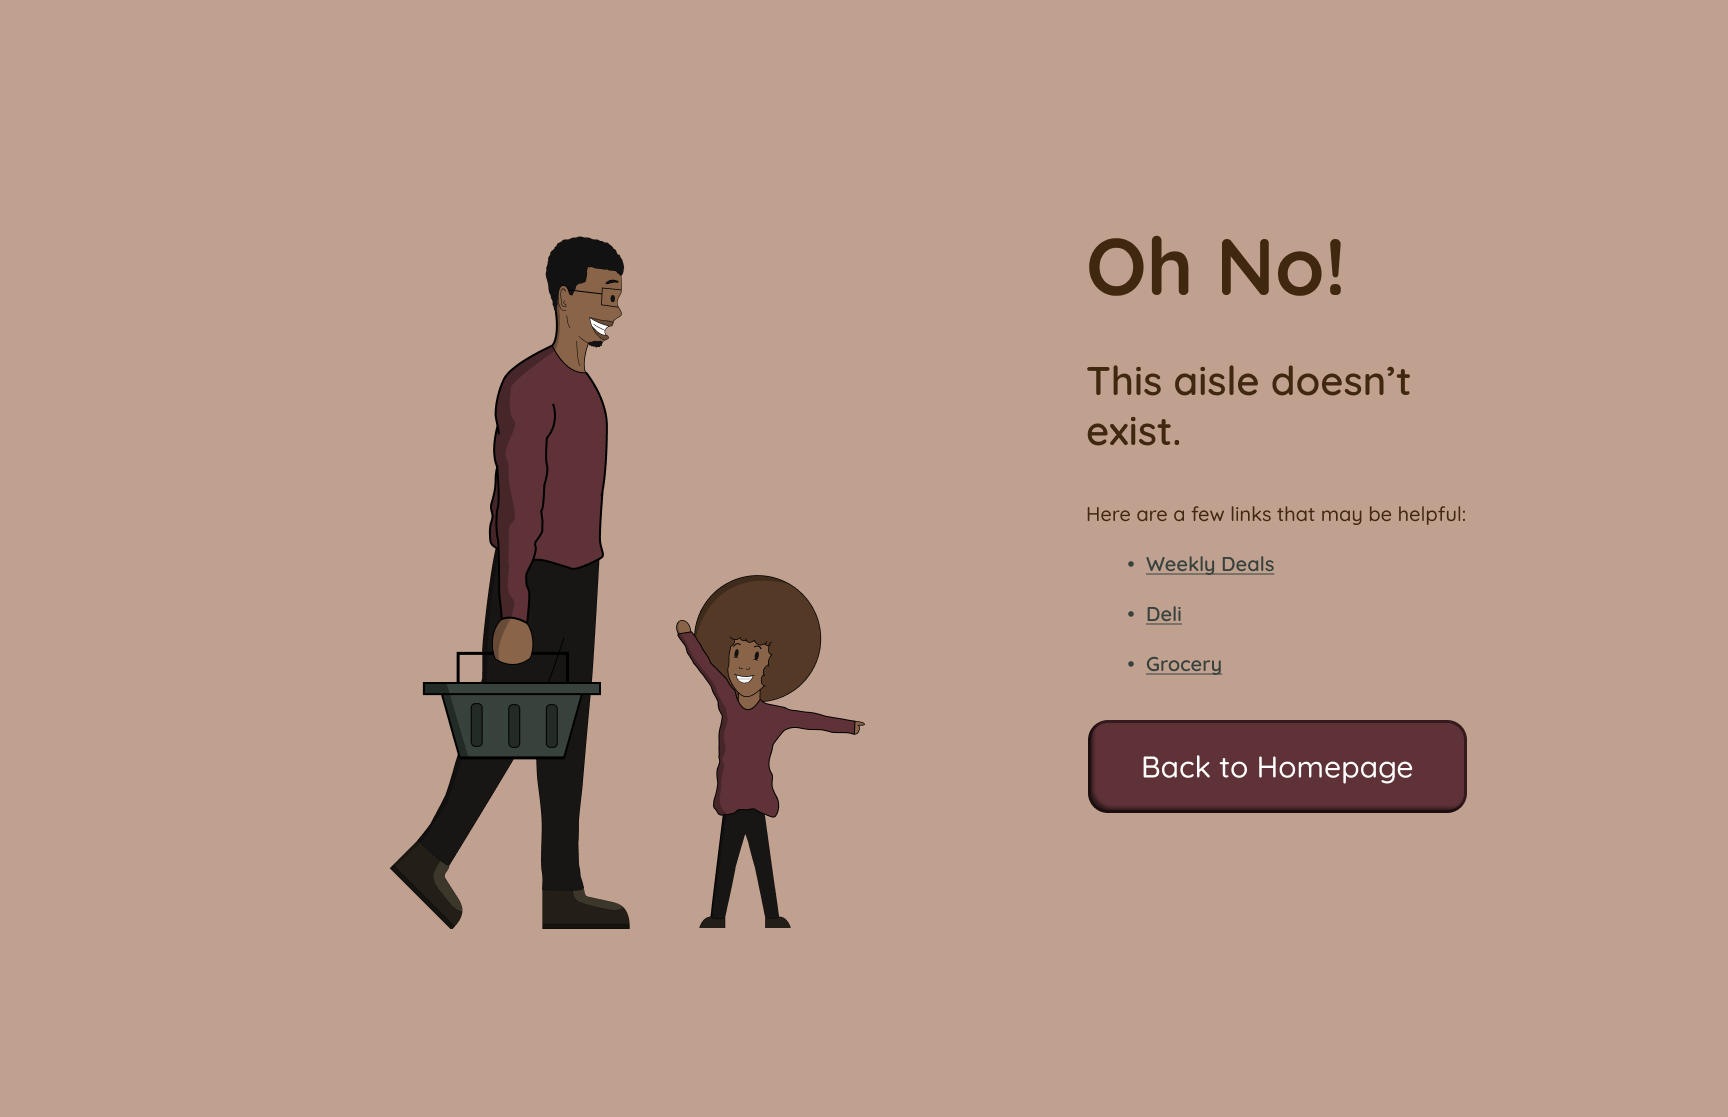 Oh No!
This aisle doesn’t
exist.
Here are a few links that may be helpful:
• Weekly Deals
• Deli
• Grocery
Back to Homepage